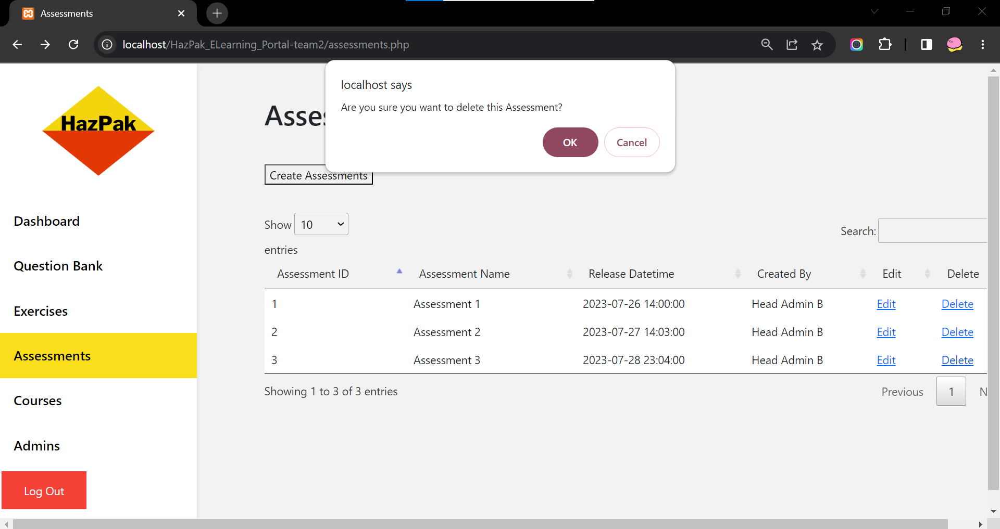 Assessments
localhost/HazPak_ELearning_Portal-team2/assessments.php
localhost says
Are you sure you want to delete this Assessment?
OK
Cancel
HazPak
Dashboard
Question Bank
Exercises
Assessments
Courses
Admins
Log Out
Asses
Create Assessments
Show 10
entries
Search:
Assessment ID Assessment Name Release Datetime Created By Edit Delete
1 Assessment 1 2023-07-26 14:00:00 Head Admin B Edit Delete
2 Assessment 2 2023-07-27 14:03:00 Head Admin B Edit Delete
3 Assessment 3 2023-07-28 23:04:00 Head Admin B Edit Delete
Showing 1 to 3 of 3 entries
Previous 1 N